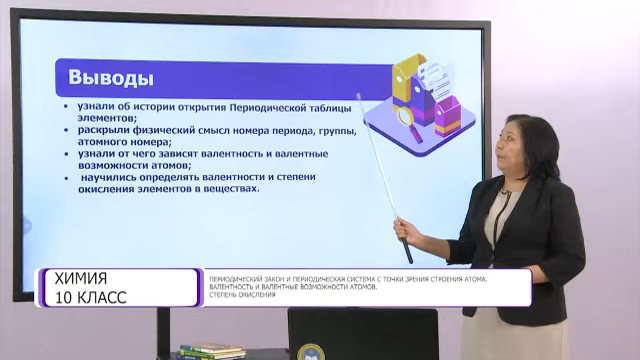 Выводы
• узнали об истории открытия Периодической таблицы
элементов;
• раскрыли физический смысл номера периода, группы,
атомного номера;
• узнали от чего зависят валентность и валентные
возможности атомов;
• научились определять валентности и степени
окисления элементов в веществах.
ХИМИЯ
10 КЛАСС
ПЕРИОДИЧЕСКИЙ ЗАКОН И ПЕРИОДИЧЕСКАЯ СИСТЕМА С ТОЧКИ ЗРЕНИЯ СТРОЕНИЯ АТОМА.
ВАЛЕНТНОСТЬ И ВАЛЕНТНЫЕ ВОЗМОЖНОСТИ АТОМОВ.
СТЕПЕНЬ ОКИСЛЕНИЯ